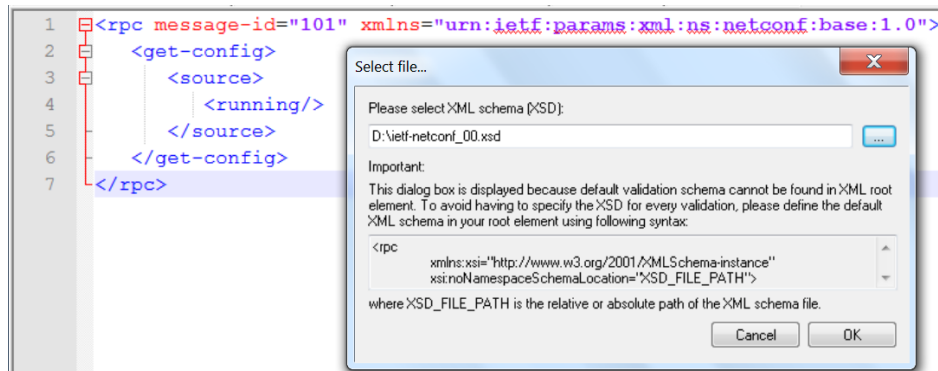 1 <rpc message-id="101" xmlns="urn:ietf:params:xml:ns:netconf:base:1.0">
2 <get-config>
3 <source>
4 <running/>
5 </source>
6 </get-config>
7 </rpc>
Select file...
Please select XML schema (XSD):
D:\ietf-netconf_00.xsd
...
Important:
This dialog box is displayed because default validation schema cannot be found in XML root
element. To avoid having to specify the XSD for every validation, please define the default
XML schema in your root element using following syntax:
<rpc
xmlns:xsi="http://www.w3.org/2001/XMLSchema-instance"
xsi:noNamespaceSchemaLocation="XSD_FILE_PATH">
where XSD_FILE_PATH is the relative or absolute path of the XML schema file.
Cancel OK